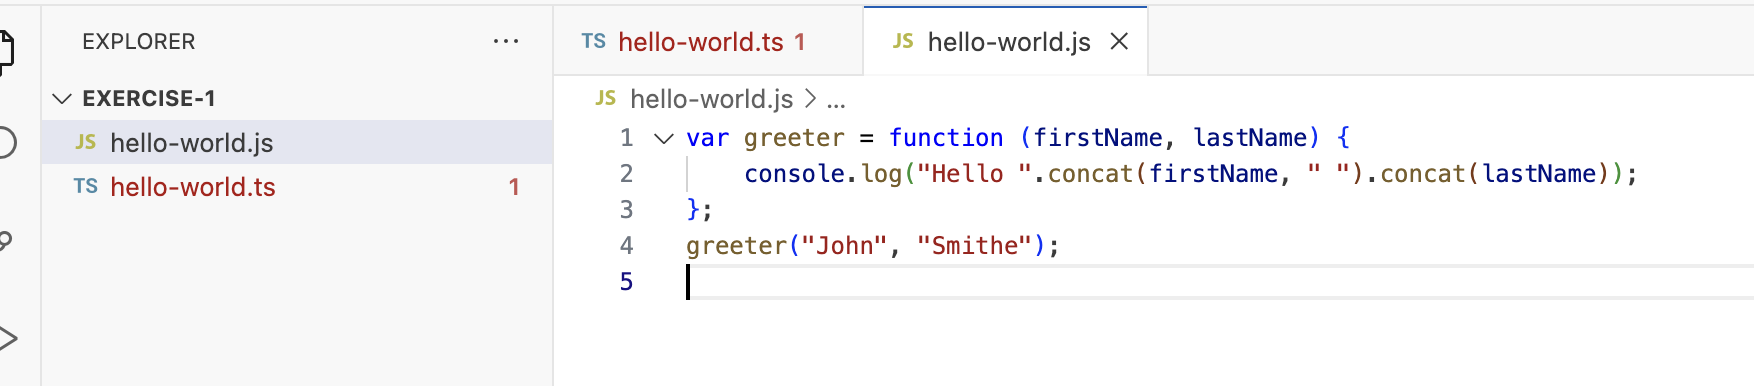 EXPLORER ...
EXERCISE-1
JS hello-world.js
TS hello-world.ts 1
TS hello-world.ts 1 JS hello-world.js
JS hello-world.js > ...
1 var greeter = function (firstName, lastName) {
2     console.log("Hello ".concat(firstName, " ").concat(lastName));
3 };
4 greeter("John", "Smithe");
5